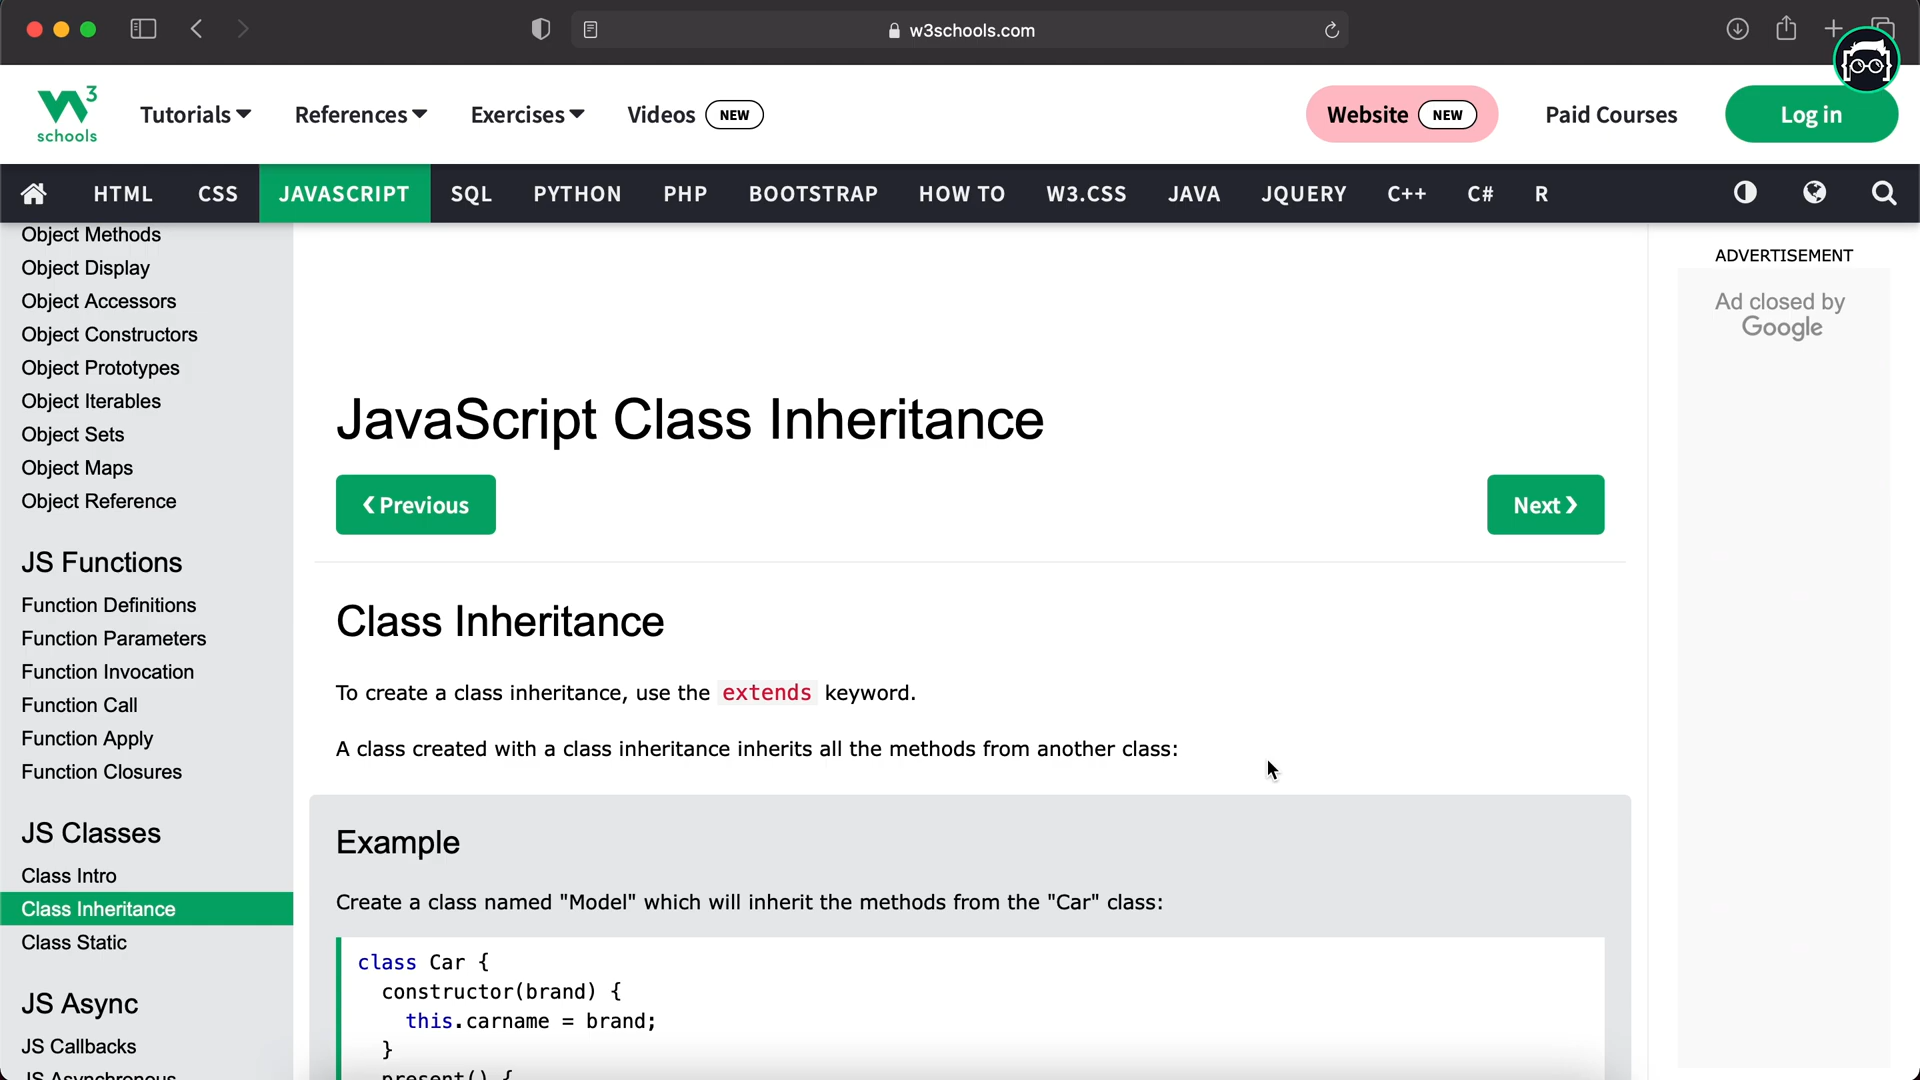 w3schools.com
3
schools
Tutorials
References
Exercises
Videos NEW
Website NEW
Paid Courses
Log in
HTML
CSS
JAVASCRIPT
SQL
PYTHON
PHP
BOOTSTRAP
HOW TO
W3.CSS
JAVA
JQUERY
C++
C#
R
Object Methods
Object Display
Object Accessors
Object Constructors
Object Prototypes
Object Iterables
Object Sets
Object Maps
Object Reference
JS Functions
Function Definitions
Function Parameters
Function Invocation
Function Call
Function Apply
Function Closures
JS Classes
Class Intro
Class Inheritance
Class Static
JS Async
JS Callbacks
JS Asynchronous
JavaScript Class Inheritance
❮ Previous
Next ❯
Class Inheritance
To create a class inheritance, use the extends keyword.
A class created with a class inheritance inherits all the methods from another class:
Example
Create a class named "Model" which will inherit the methods from the "Car" class:
class Car {
constructor(brand) {
this.carname = brand;
}
present() {
ADVERTISEMENT
Ad closed by
Google